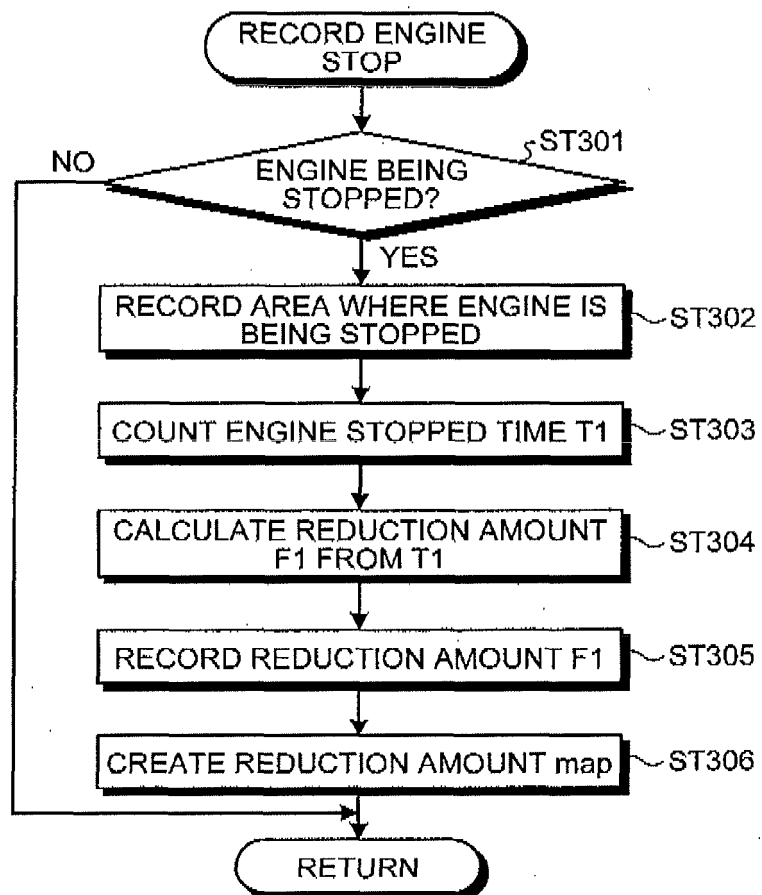 RECORD ENGINE
STOP
ST301
NO
ENGINE BEING
STOPPED?
YES
RECORD AREA WHERE ENGINE IS
BEING STOPPED
ST302
COUNT ENGINE STOPPED TIME T1
ST303
CALCULATE REDUCTION AMOUNT
F1 FROM T1
ST304
RECORD REDUCTION AMOUNT F1
ST305
CREATE REDUCTION AMOUNT map
ST306
RETURN